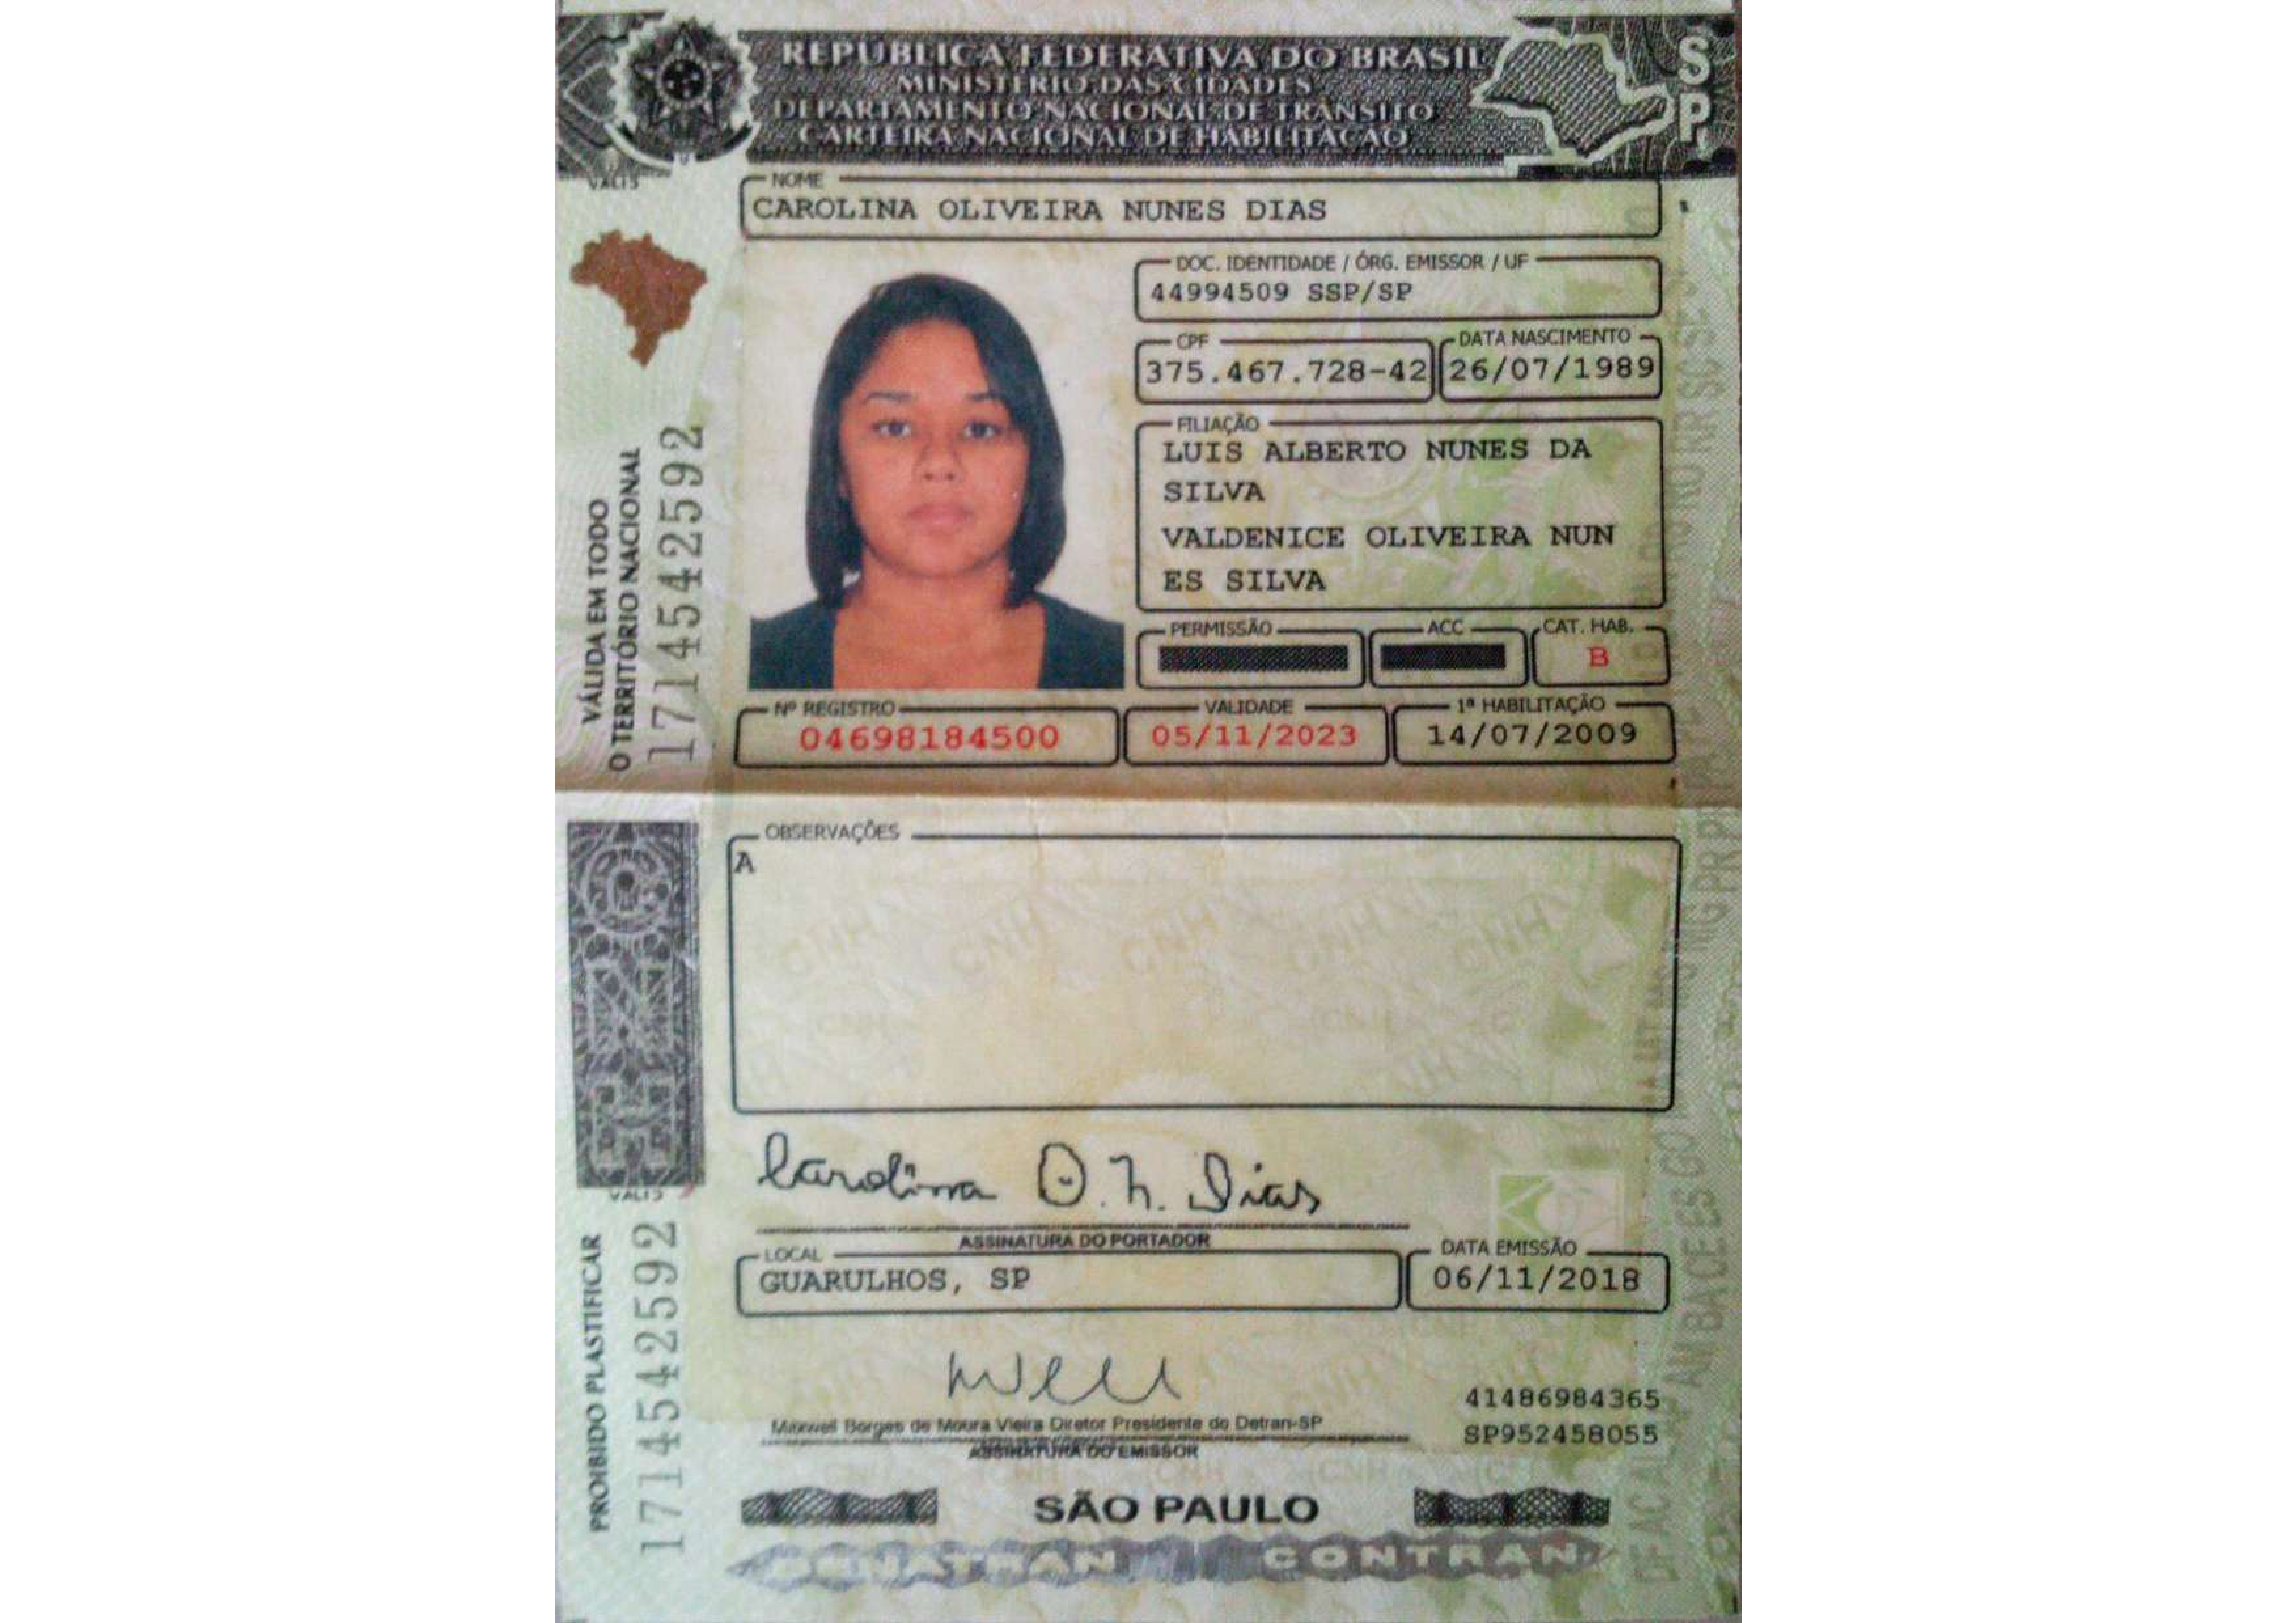 REPÚBLICA FEDERATIVA DO BRASIL
MINISTÉRIO DAS CIDADES
DEPARTAMENTO NACIONAL DE TRÂNSITO
CARTEIRA NACIONAL DE HABILITAÇÃO
SP
NOME
CAROLINA OLIVEIRA NUNES DIAS
DOC. IDENTIDADE / ÓRG. EMISSOR / UF
44994509 SSP/SP
CPF
375.467.728-42
DATA NASCIMENTO
26/07/1989
FILIAÇÃO
LUIS ALBERTO NUNES DA
SILVA
VALDENICE OLIVEIRA NUN
ES SILVA
PERMISSÃO
ACC
CAT. HAB.
B
Nº REGISTRO
04698184500
VALIDADE
05/11/2023
1ª HABILITAÇÃO
14/07/2009
VÁLIDA EM TODO
O TERRITÓRIO NACIONAL
1714542592
OBSERVAÇÕES
A
Carolina O. N. Dias
ASSINATURA DO PORTADOR
LOCAL
GUARULHOS, SP
DATA EMISSÃO
06/11/2018
Maxwell Borges de Moura Vieira Diretor Presidente do Detran-SP
ASSINATURA DO EMISSOR
41486984365
SP952458055
PROIBIDO PLASTIFICAR
1714542592
SÃO PAULO
DENATRAN CONTRAN